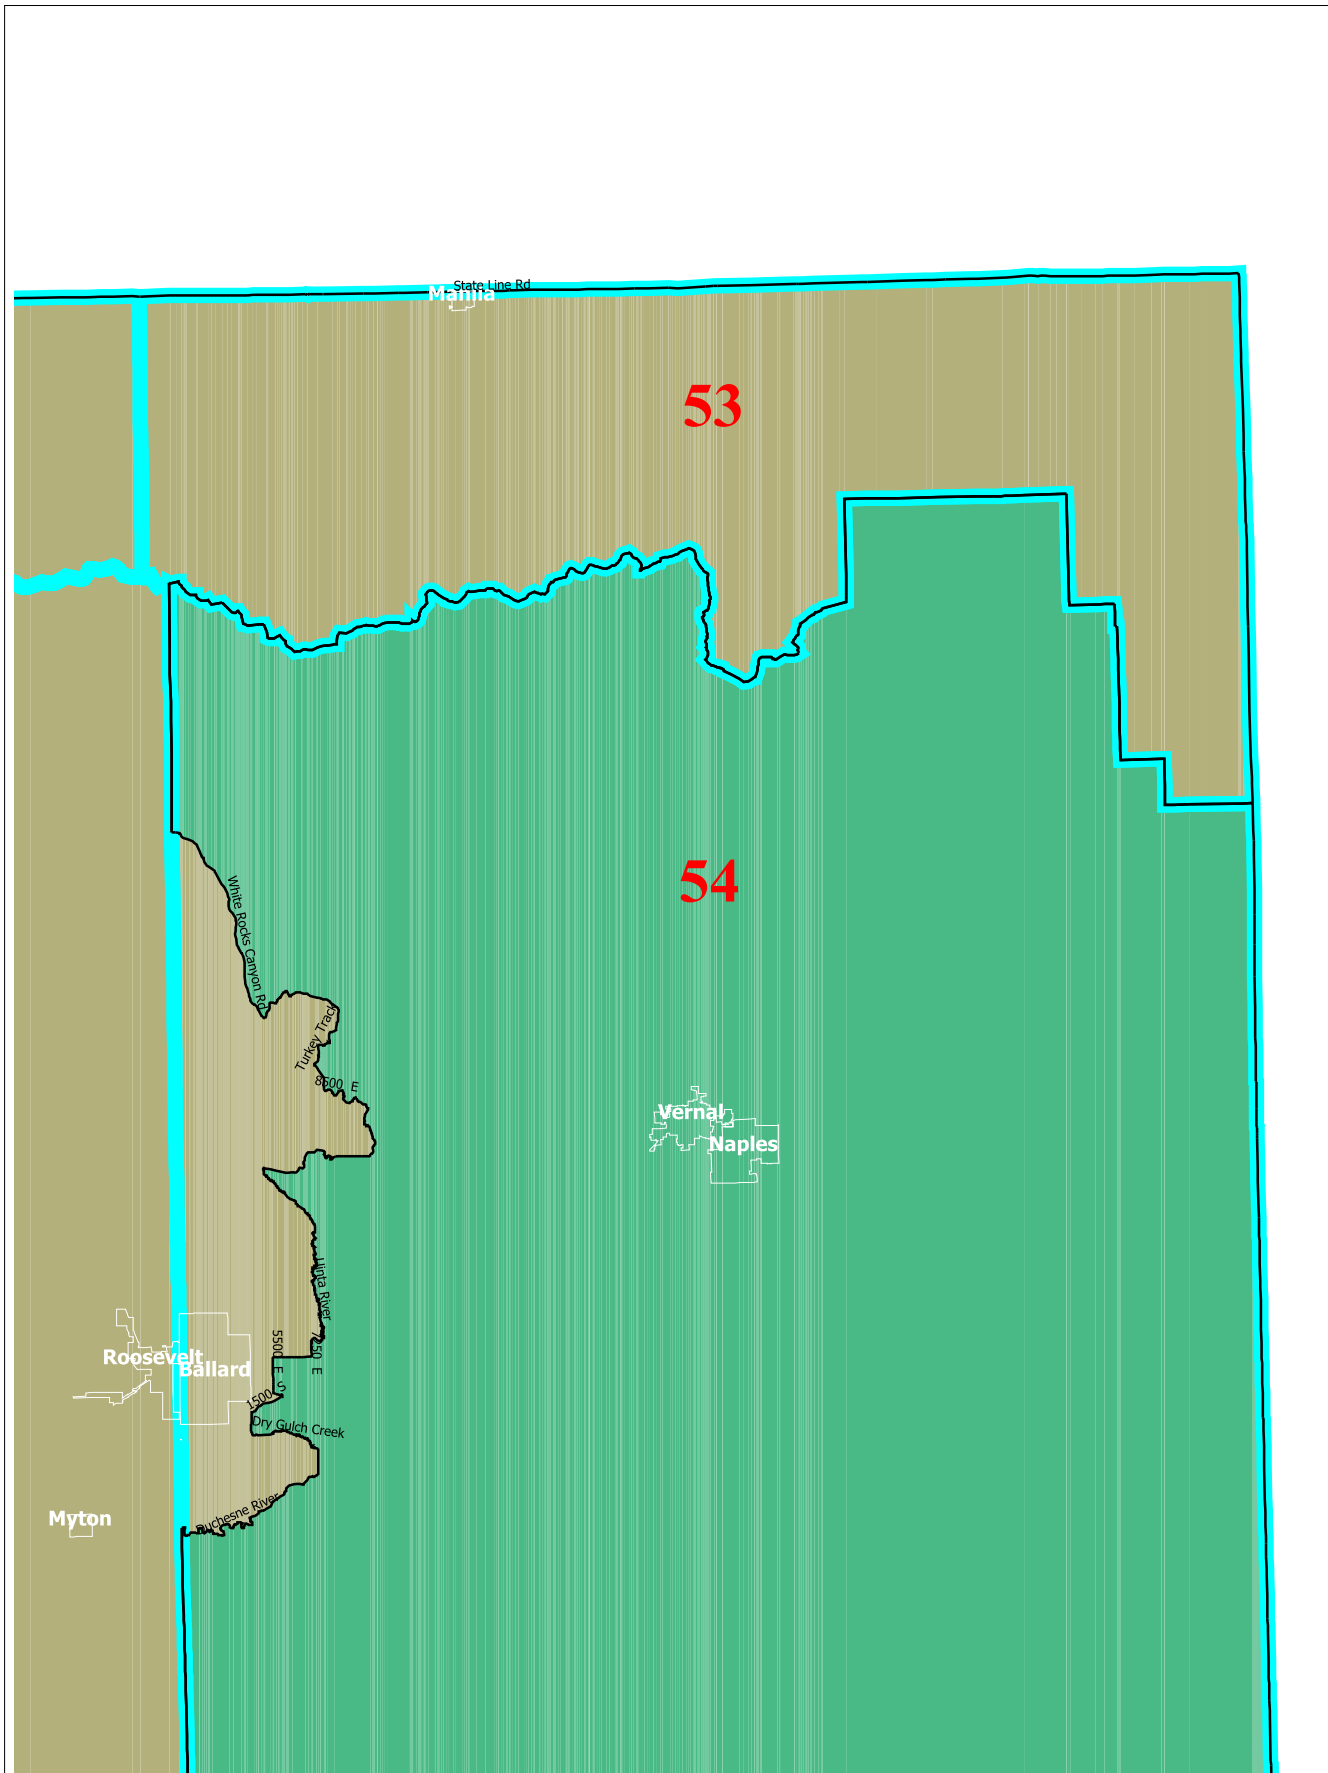 State Line Rd
Manila
53
54
White Rocks Canyon Rd
Turkey Track
8500 E
Vernal
Naples
Uinta River
5500 E
7250 E
Roosevelt
Ballard
1500 S
Dry Gulch Creek
Duchesne River
Myton